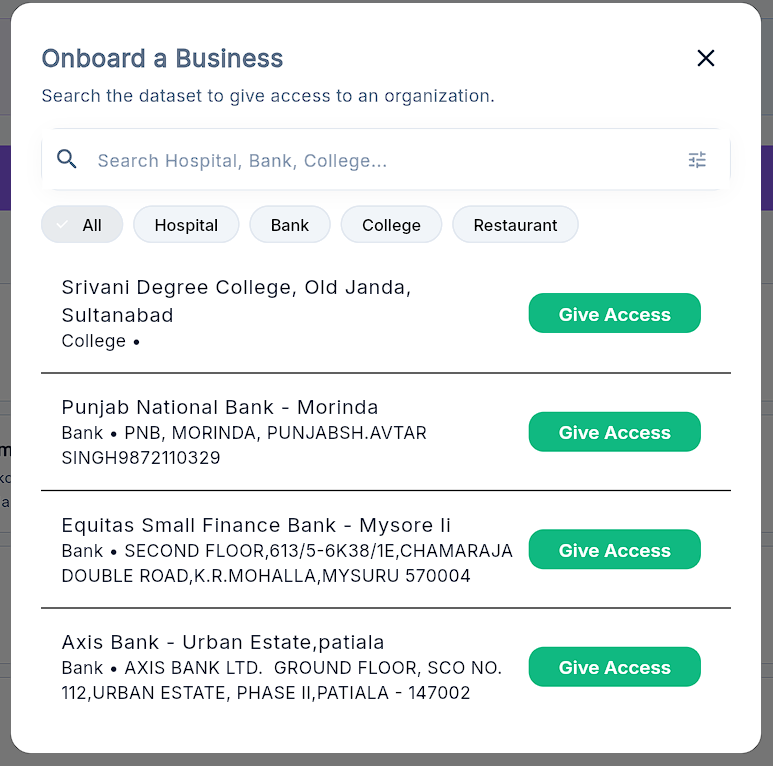 Onboard a Business
Search the dataset to give access to an organization.
Search Hospital, Bank, College...
All Hospital Bank College Restaurant
Srivani Degree College, Old Janda,
Sultanabad
College •
Give Access
Punjab National Bank - Morinda
Bank • PNB, MORINDA, PUNJABSH.AVTAR
SINGH9872110329
Give Access
Equitas Small Finance Bank - Mysore Ii
Bank • SECOND FLOOR,613/5-6K38/1E,CHAMARAJA
DOUBLE ROAD,K.R.MOHALLA,MYSURU 570004
Give Access
Axis Bank - Urban Estate,patiala
Bank • AXIS BANK LTD.  GROUND FLOOR, SCO NO.
112,URBAN ESTATE, PHASE II,PATIALA - 147002
Give Access